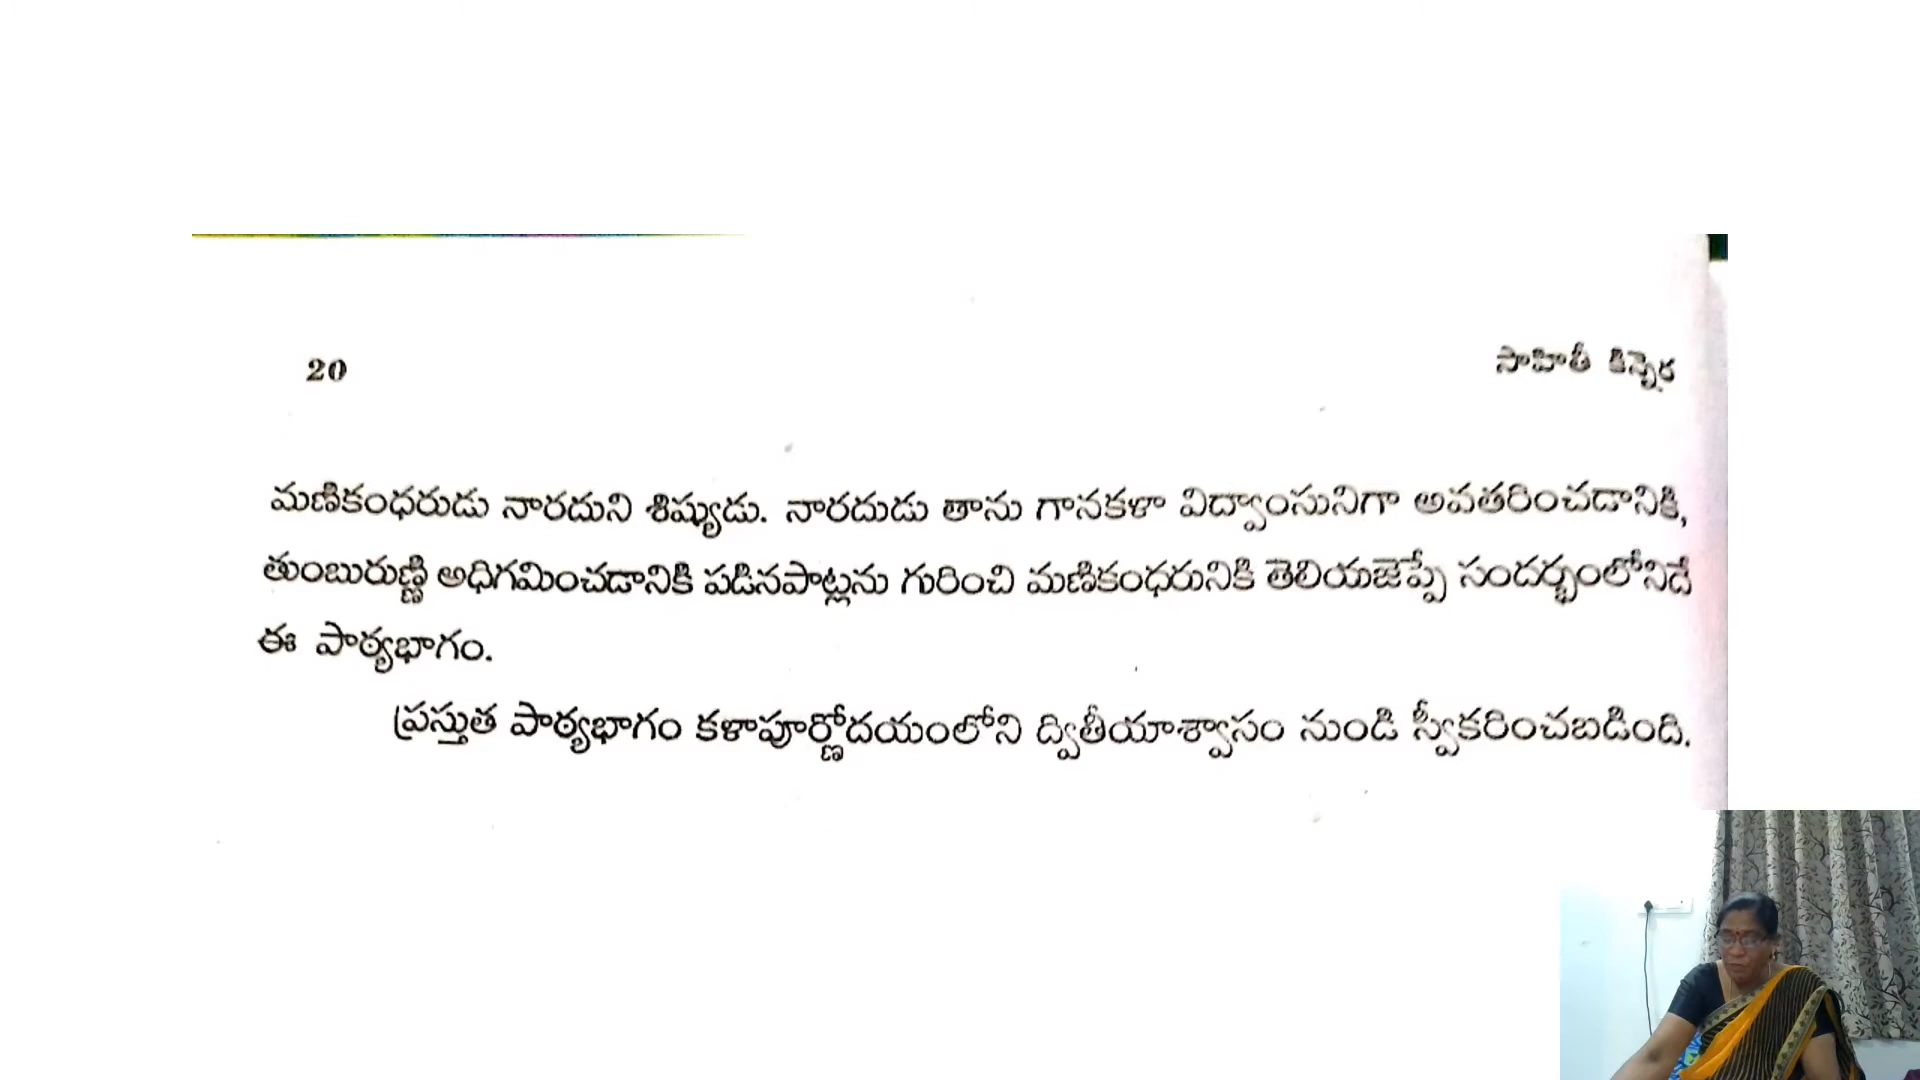 20 సాహితీ కిన్నెర
మణికంధరుడు నారదుని శిష్యుడు. నారదుడు తాను గానకళా విద్వాంసునిగా అవతరించడానికి,
తుంబురుణ్ణి అధిగమించడానికి పడినపాట్లను గురించి మణికంధరునికి తెలియజెప్పే సందర్భంలోనిదే
ఈ పాఠ్యభాగం.
ప్రస్తుత పాఠ్యభాగం కళాపూర్ణోదయంలోని ద్వితీయాశ్వాసం నుండి స్వీకరించబడింది.